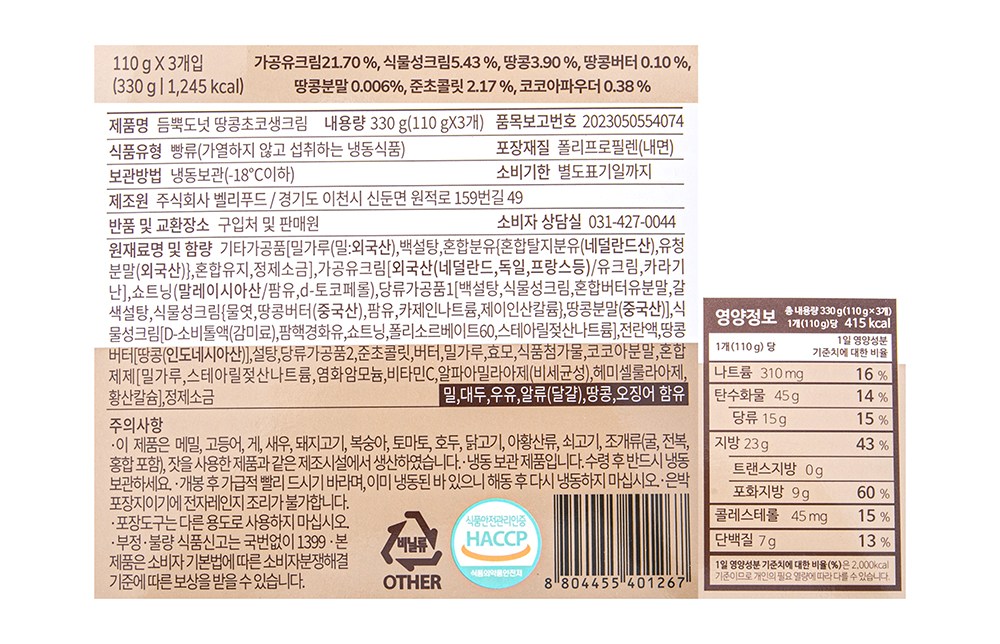 110 g X 3개입
(330 g | 1,245 kcal)
가공유크림21.70 %, 식물성크림5.43 %, 땅콩3.90 %, 땅콩버터 0.10 %,
땅콩분말 0.006%, 준초콜릿 2.17 %, 코코아파우더 0.38 %
제품명 듬뿍도넛 땅콩초코생크림 내용량 330 g(110 gX3개) 품목보고번호 2023050554074
식품유형 빵류(가열하지 않고 섭취하는 냉동식품) 포장재질 폴리프로필렌(내면)
보관방법 냉동보관(-18℃이하) 소비기한 별도표기일까지
제조원 주식회사 벨리푸드 / 경기도 이천시 신둔면 원적로 159번길 49
반품 및 교환장소 구입처 및 판매원 소비자 상담실 031-427-0044
원재료명 및 함량 기타가공품[밀가루(밀:외국산),백설탕,혼합분유{혼합탈지분유(네덜란드산),유청
분말(외국산)},혼합유지,정제소금],가공유크림[외국산(네덜란드,독일,프랑스등)/유크림,카라기
난],쇼트닝(말레이시아산/팜유,d-토코페롤),당류가공품1[백설탕,식물성크림,혼합버터유분말,갈
색설탕,식물성크림{물엿,땅콩버터(중국산),팜유,카제인나트륨,제이인산칼륨},땅콩분말(중국산)],식
물성크림[D-소비톨액(감미료),팜핵경화유,쇼트닝,폴리소르베이트60,스테아릴젖산나트륨],전란액,땅콩
버터[땅콩(인도네시아산)],설탕,당류가공품2,준초콜릿,버터,밀가루,효모,식품첨가물,코코아분말,혼합
제제[밀가루,스테아릴젖산나트륨,염화암모늄,비타민C,알파아밀라아제(비세균성),헤미셀룰라아제,
황산칼슘],정제소금
밀,대두,우유,알류(달걀),땅콩,오징어 함유
주의사항
·이 제품은 메밀, 고등어, 게, 새우, 돼지고기, 복숭아, 토마토, 호두, 닭고기, 아황산류, 쇠고기, 조개류(굴, 전복,
홍합 포함), 잣을 사용한 제품과 같은 제조시설에서 생산하였습니다. ·냉동 보관 제품입니다. 수령 후 반드시 냉동
보관하세요. ·개봉 후 가급적 빨리 드시기 바라며, 이미 냉동된 바 있으니 해동 후 다시 냉동하지 마십시오. ·은박
포장지이기에 전자레인지 조리가 불가합니다.
·포장도구는 다른 용도로 사용하지 마십시오.
·부정·불량 식품신고는 국번없이 1399 ·본
제품은 소비자 기본법에 따른 소비자분쟁해결
기준에 따른 보상을 받을 수 있습니다.
비닐류
OTHER
식품안전관리인증
HACCP
식품의약품안전처
8 804455 401267
영양정보
총 내용량 330 g(110 g×3개)
1개(110 g)당 415 kcal
1개(110 g) 당 1일 영양성분
기준치에 대한 비율
나트륨 310 mg 16 %
탄수화물 45 g 14 %
당류 15 g 15 %
지방 23 g 43 %
트랜스지방 0 g
포화지방 9 g 60 %
콜레스테롤 45 mg 15 %
단백질 7 g 13 %
1일 영양성분 기준치에 대한 비율(%)은 2,000kcal
기준이므로 개인의 필요 열량에 따라 다를 수 있습니다.